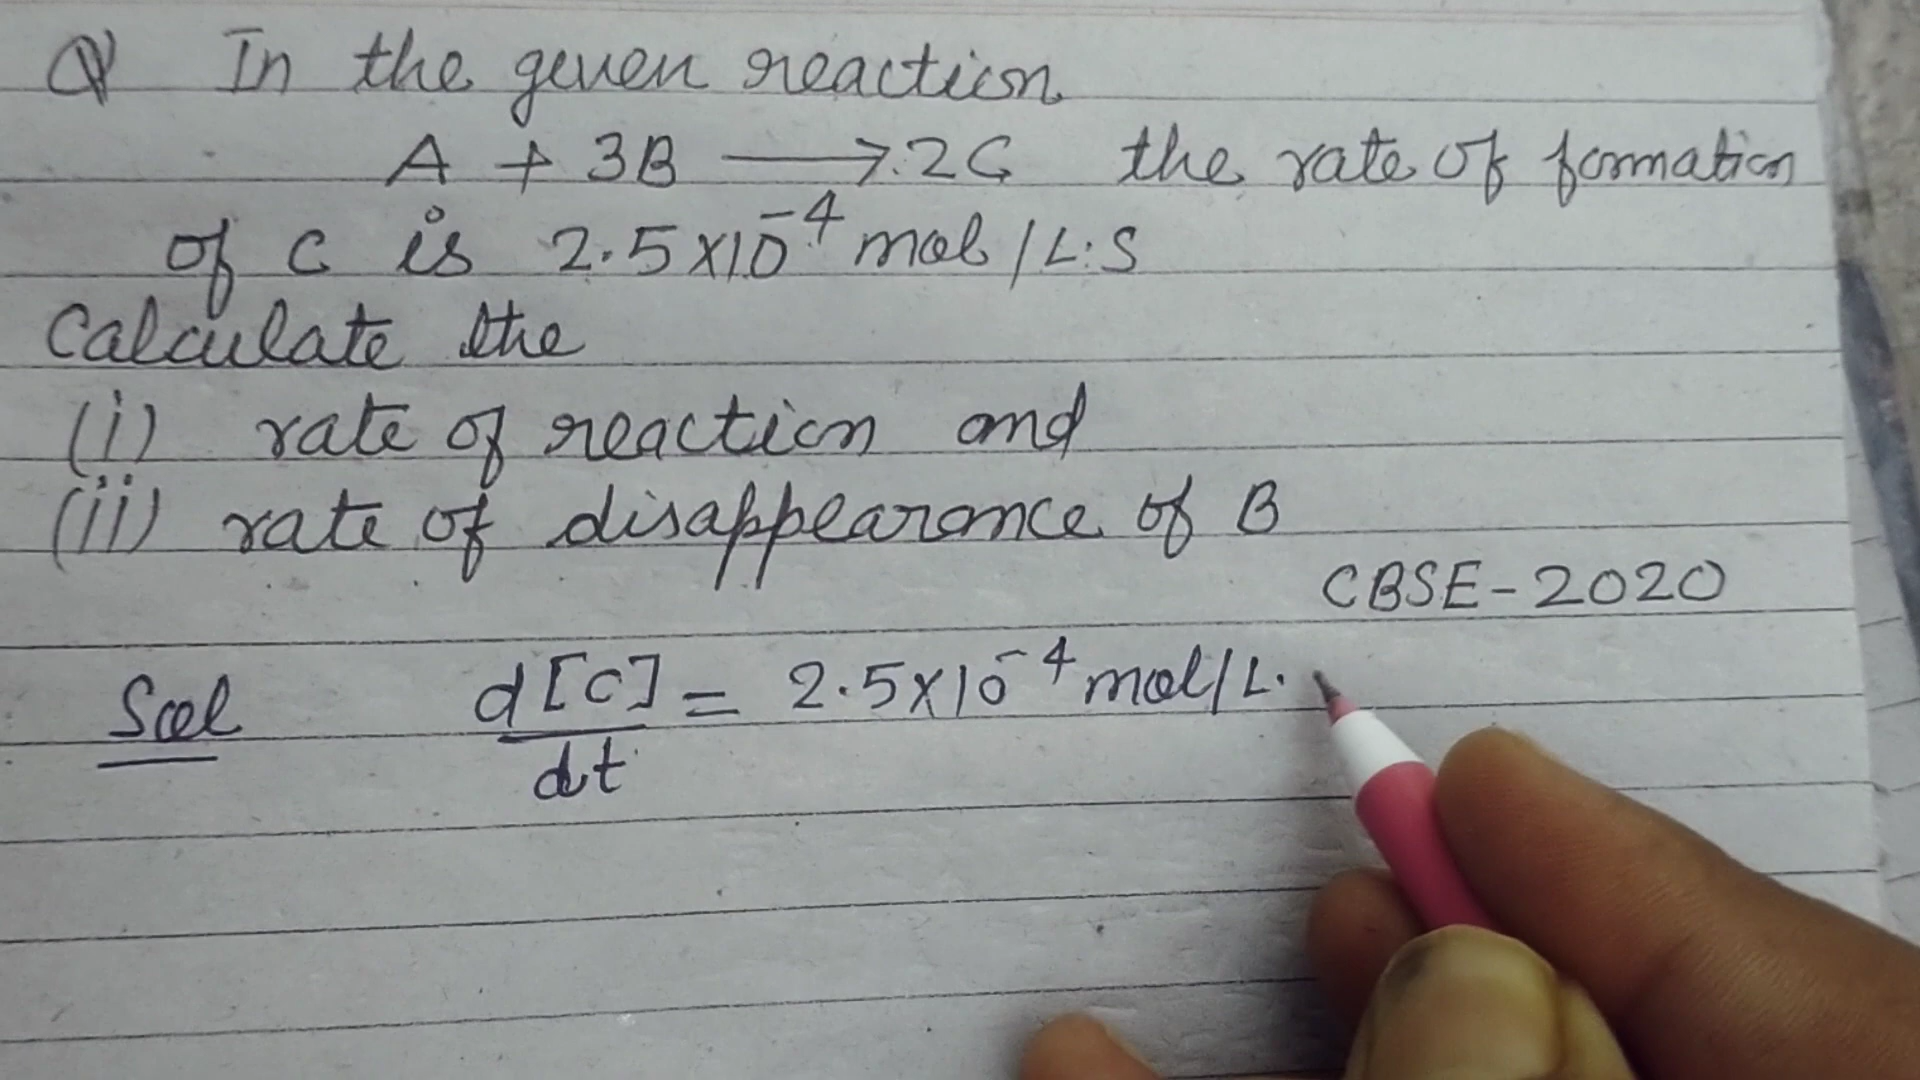 Q In the given reaction
A + 3B → 2C the rate of formation
of C is 2.5×10⁻⁴ mol/L.S
Calculate the
(i) rate of reaction and
(ii) rate of disappearance of B
CBSE-2020
Sol d[C]/dt = 2.5×10⁻⁴ mol/L.